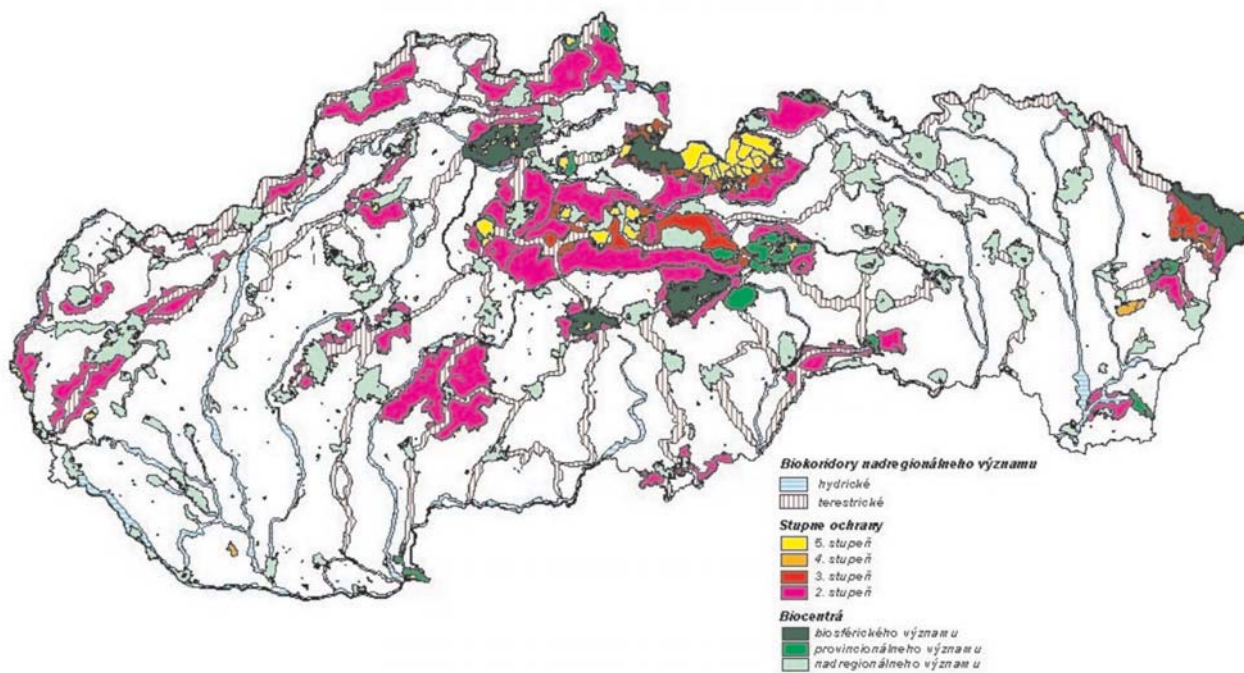 Biokoridory nadregionálneho významu
hydrické
terestrické
Stupne ochrany
5. stupeň
4. stupeň
3. stupeň
2. stupeň
Biocentrá
biosférického významu
provincionálneho významu
nadregionálneho významu